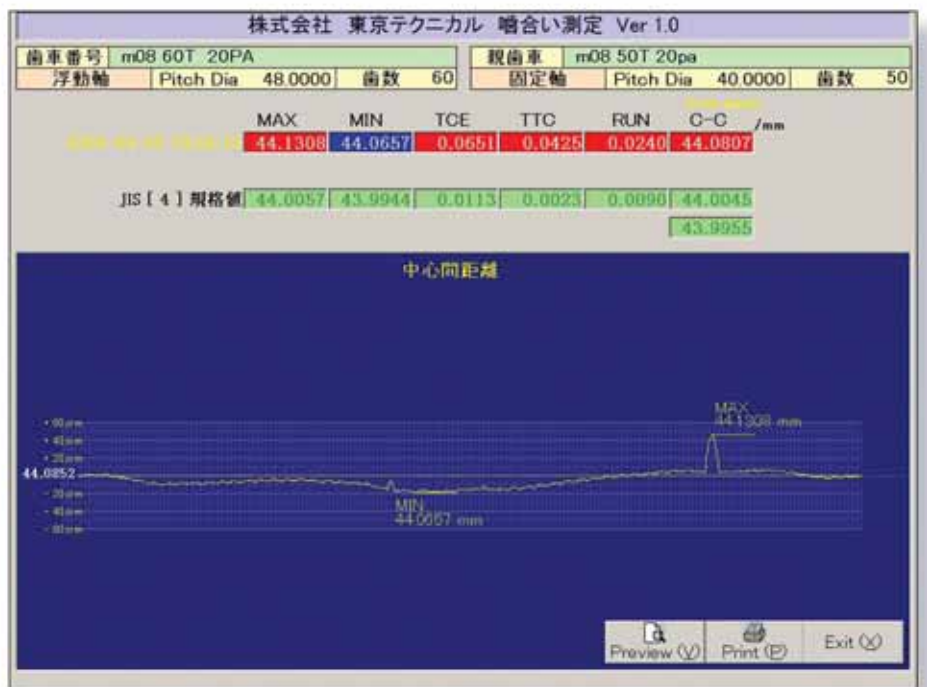 株式会社 東京テクニカル 噛合い測定 Ver 1.0
歯車番号 m08 60T 20PA 親歯車 m08 50T 20pa
浮動軸 Pitch Dia 48.0000 歯数 60 固定軸 Pitch Dia 40.0000 歯数 50
MAX MIN TCE TTC RUN C-C /mm
44.1308 44.0657 0.0651 0.0425 0.0240 44.0807
JIS [ 4 ] 規格値 44.0057 43.9944 0.0113 0.0023 0.0090 44.0045
43.9955
中心間距離
MAX
44.1308 mm
44.0852
MIN
44.0657 mm
Preview (V) Print (P) Exit (X)